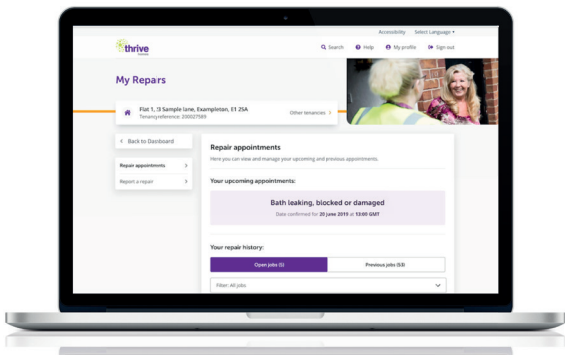 Accessibility Select Language
thrive
homes
Search Help My profile Sign out
My Repars
Flat 1, 3 Sample lane, Exampleton, E1 2SA
Tenancy reference: 200027589
Other tenancies
Back to Dashboard
Repair appointments
Report a repair
Repair appointments
Here you can view and manage your upcoming and previous appointments.
Your upcoming appointments:
Bath leaking, blocked or damaged
Date confirmed for 20 June 2019 at 13:00 GMT
Your repair history:
Open jobs (5)
Previous jobs (53)
Filter: All jobs